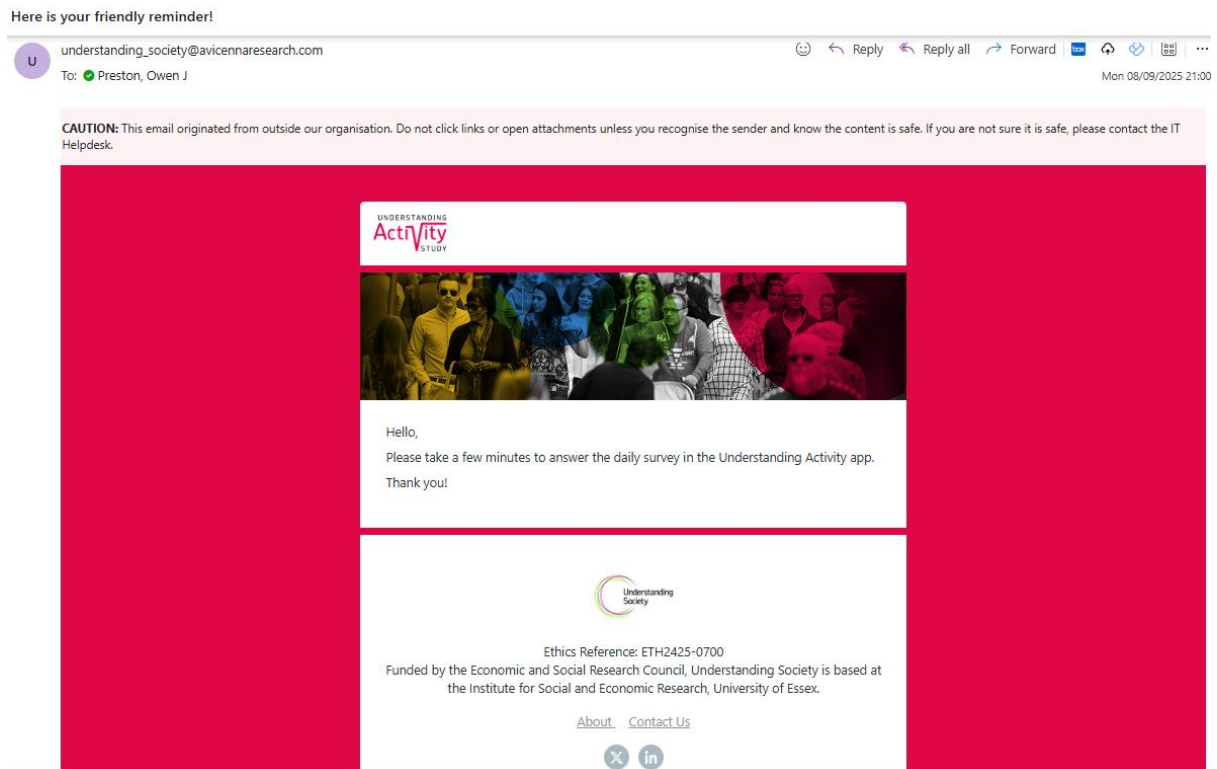 Here is your friendly reminder!
U
understanding_society@avicennaresearch.com
Reply
Reply all
Forward
box
To: Preston, Owen J
Mon 08/09/2025 21:00
CAUTION: This email originated from outside our organisation. Do not click links or open attachments unless you recognise the sender and know the content is safe. If you are not sure it is safe, please contact the IT
Helpdesk.
UNDERSTANDING
ActiVity
STUDY
Hello,
Please take a few minutes to answer the daily survey in the Understanding Activity app.
Thank you!
Understanding
Society
Ethics Reference: ETH2425-0700
Funded by the Economic and Social Research Council, Understanding Society is based at
the Institute for Social and Economic Research, University of Essex.
About Contact Us
X in